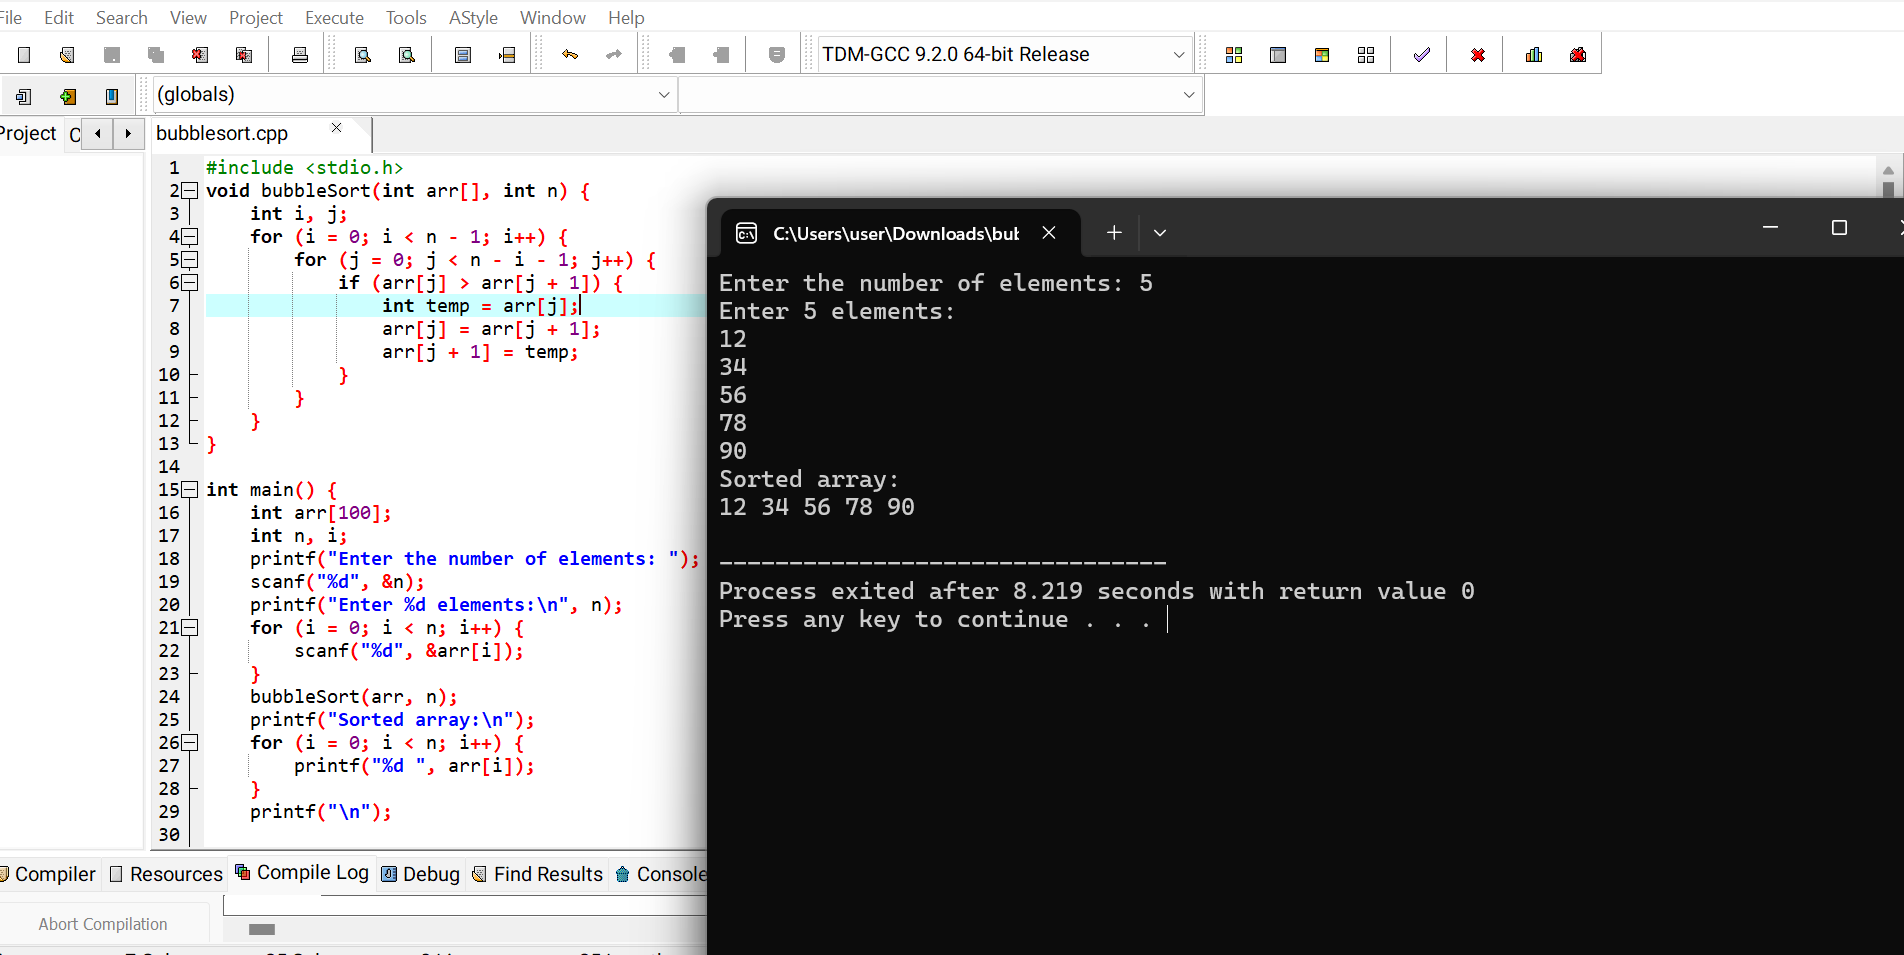 File Edit Search View Project Execute Tools AStyle Window Help
TDM-GCC 9.2.0 64-bit Release
(globals)
Project
bubblesort.cpp
1 #include <stdio.h>
2 void bubbleSort(int arr[], int n) {
3 int i, j;
4 for (i = 0; i < n - 1; i++) {
5 for (j = 0; j < n - i - 1; j++) {
6 if (arr[j] > arr[j + 1]) {
7 int temp = arr[j];
8 arr[j] = arr[j + 1];
9 arr[j + 1] = temp;
10 }
11 }
12 }
13 }
14
15 int main() {
16 int arr[100];
17 int n, i;
18 printf("Enter the number of elements: ");
19 scanf("%d", &n);
20 printf("Enter %d elements:\n", n);
21 for (i = 0; i < n; i++) {
22 scanf("%d", &arr[i]);
23 }
24 bubbleSort(arr, n);
25 printf("Sorted array:\n");
26 for (i = 0; i < n; i++) {
27 printf("%d ", arr[i]);
28 }
29 printf("\n");
30
C:\Users\user\Downloads\bub
Enter the number of elements: 5
Enter 5 elements:
12
34
56
78
90
Sorted array:
12 34 56 78 90
--------------------------------
Process exited after 8.219 seconds with return value 0
Press any key to continue . . .
Compiler Resources Compile Log Debug Find Results Console
Abort Compilation